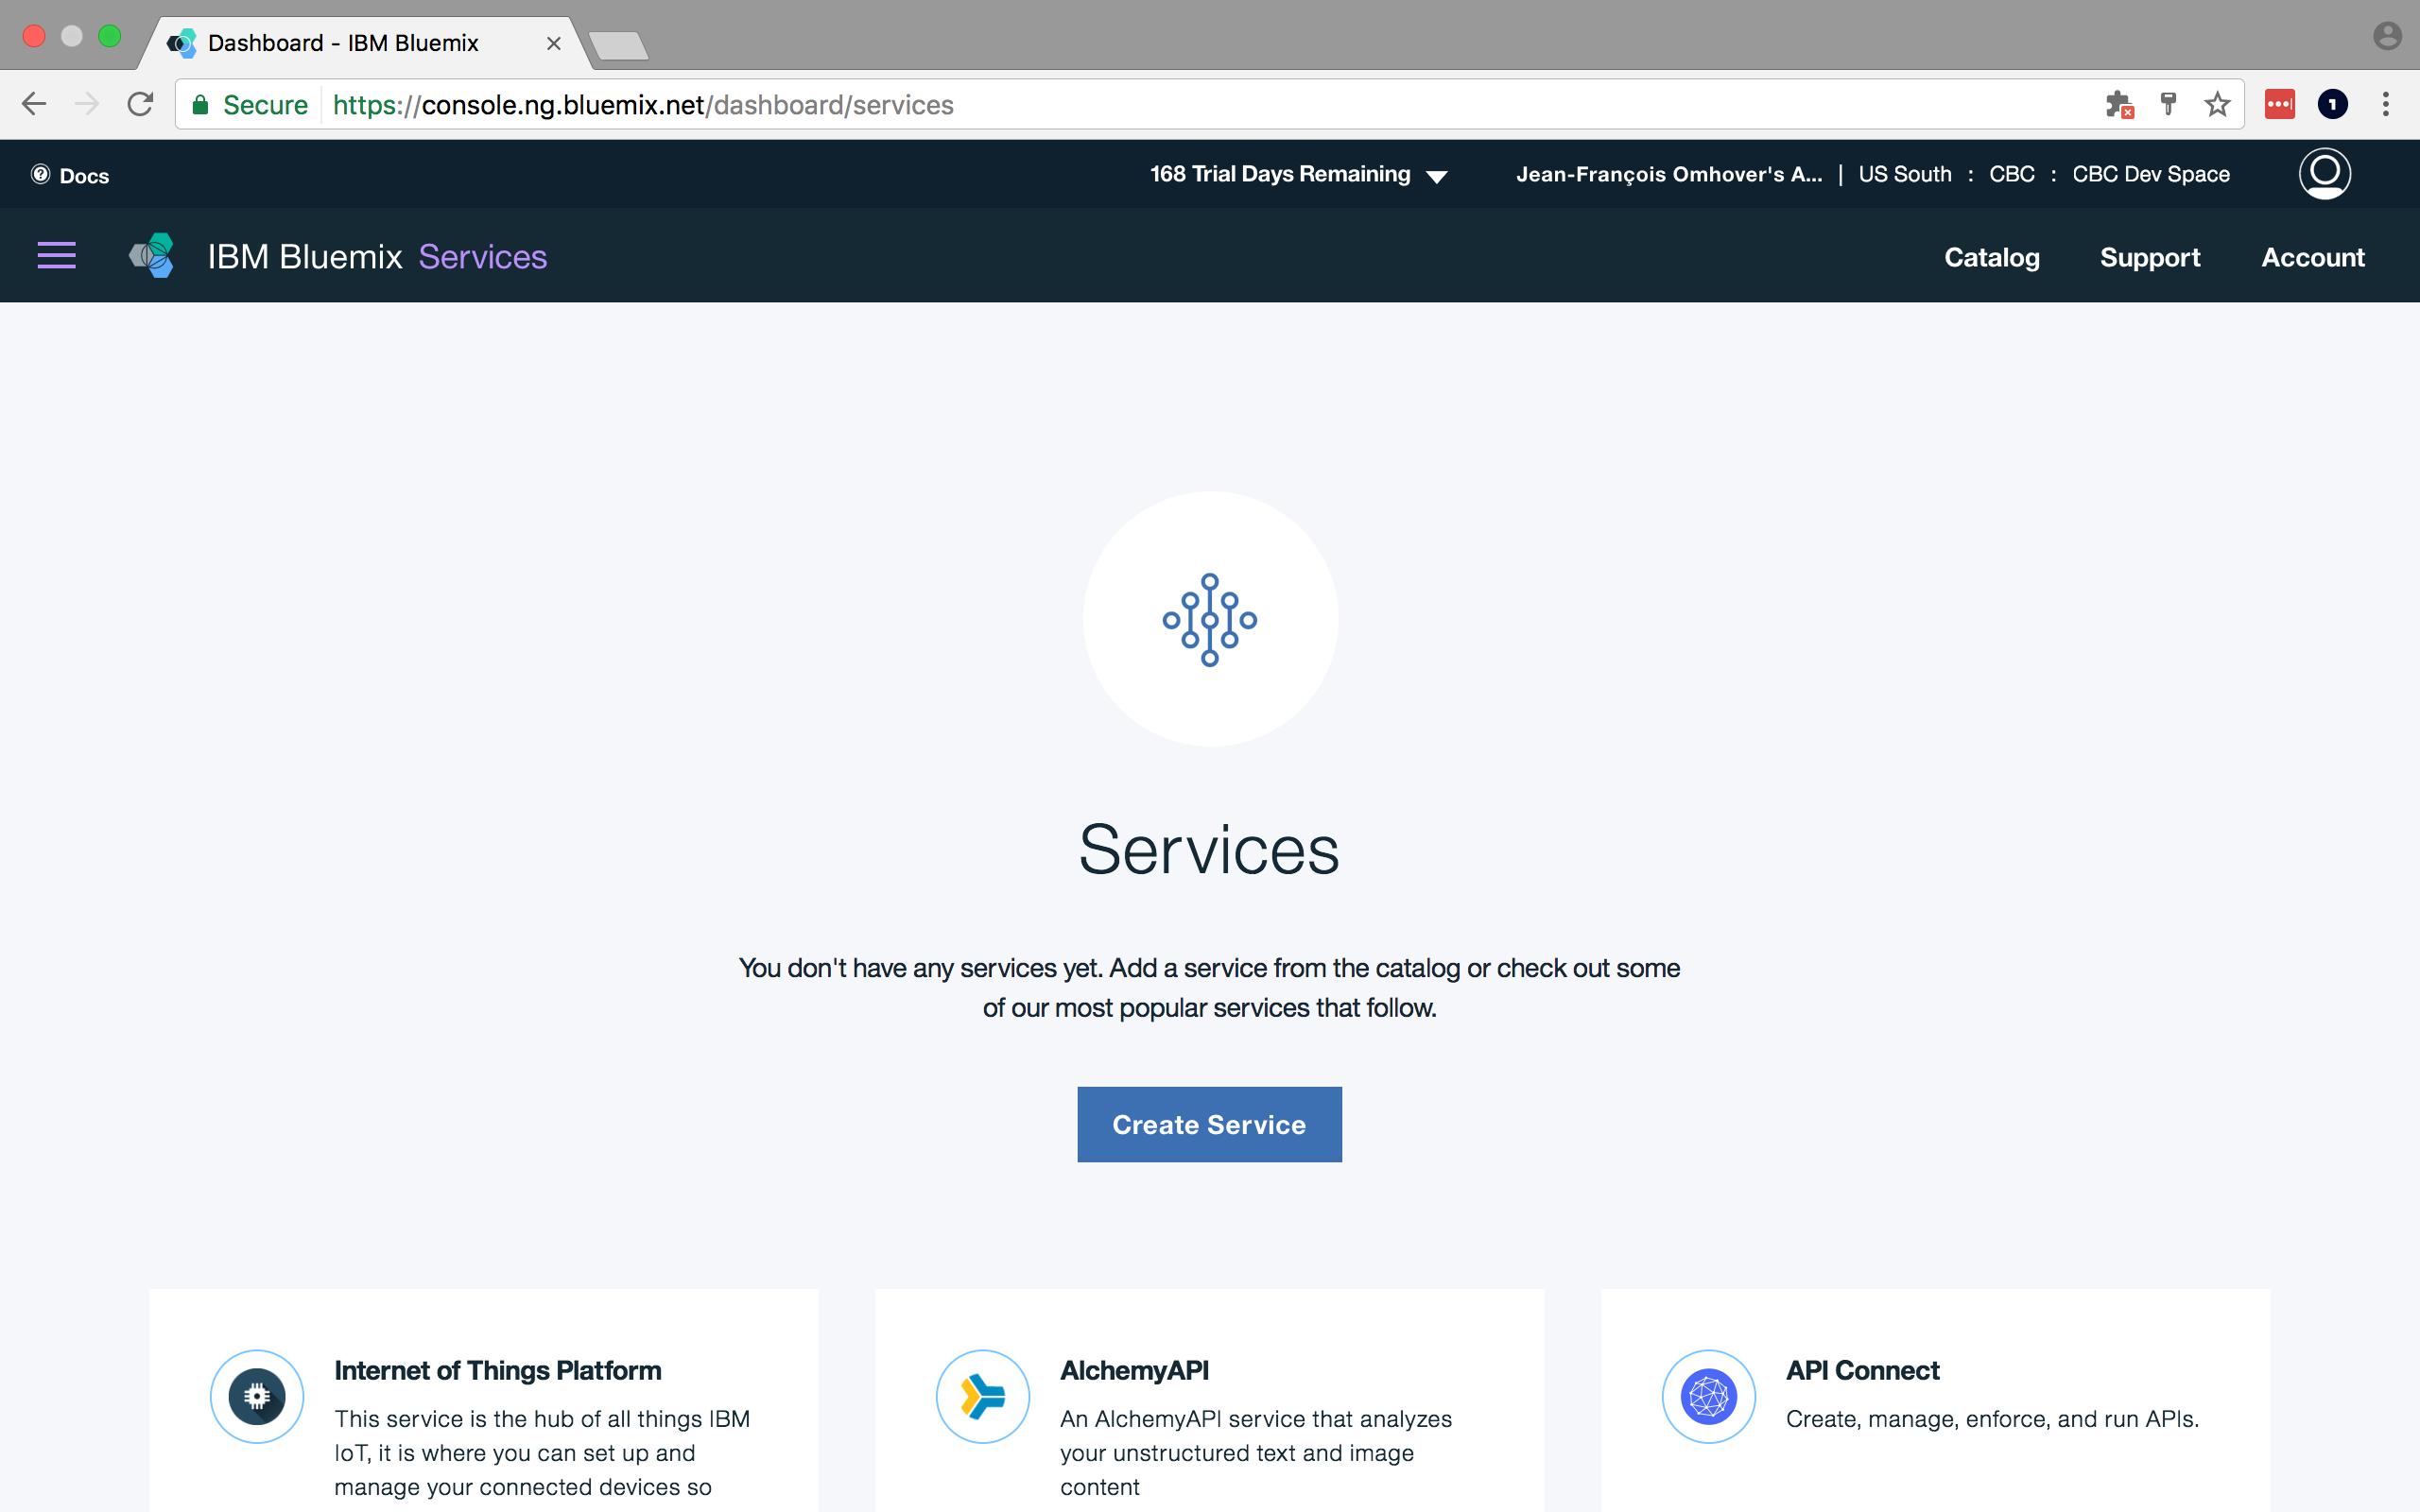 Dashboard - IBM Bluemix
Secure https://console.ng.bluemix.net/dashboard/services
1
Docs
168 Trial Days Remaining
Jean-François Omhover's A... | US South : CBC : CBC Dev Space
IBM Bluemix Services
Catalog
Support
Account
Services
You don't have any services yet. Add a service from the catalog or check out some
of our most popular services that follow.
Create Service
Internet of Things Platform
This service is the hub of all things IBM
IoT, it is where you can set up and
manage your connected devices so
AlchemyAPI
An AlchemyAPI service that analyzes
your unstructured text and image
content
API Connect
Create, manage, enforce, and run APIs.